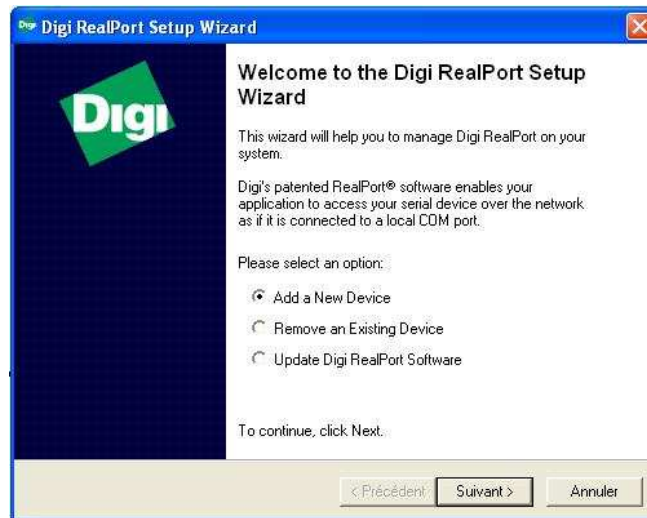 Digi RealPort Setup Wizard
Digi
Welcome to the Digi RealPort Setup
Wizard
This wizard will help you to manage Digi RealPort on your
system.
Digi's patented RealPort® software enables your
application to access your serial device over the network
as if it is connected to a local COM port.
Please select an option:
Add a New Device
Remove an Existing Device
Update Digi RealPort Software
To continue, click Next.
< Précédent
Suivant >
Annuler